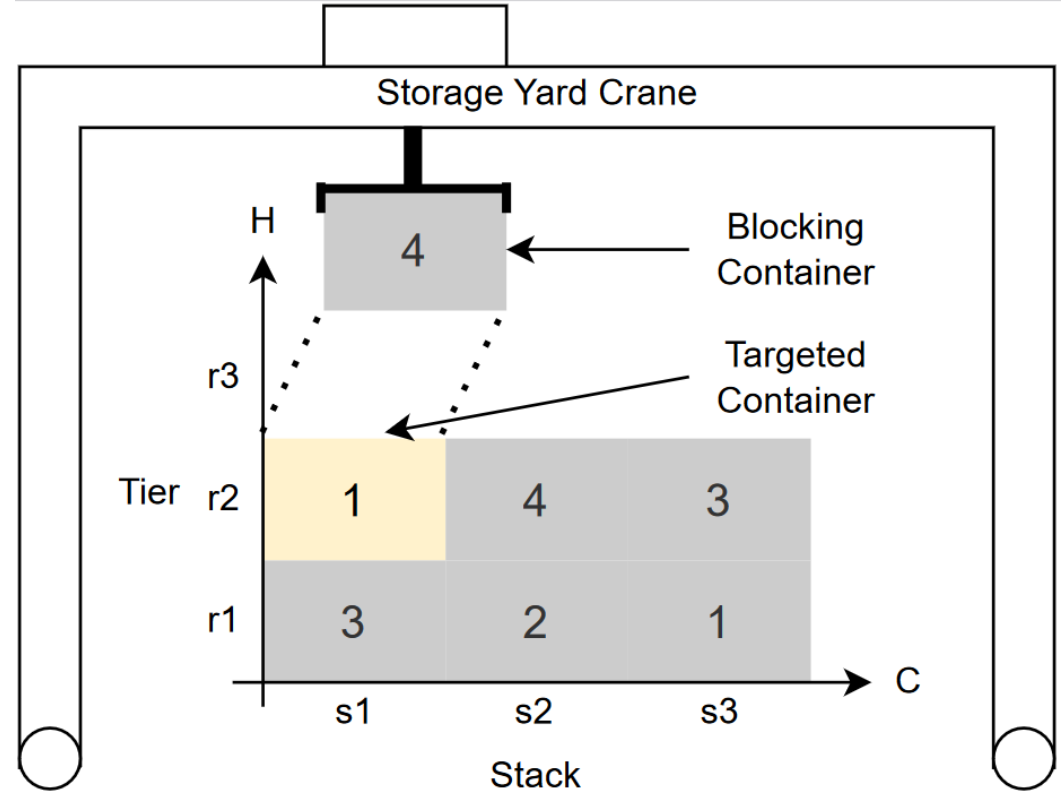 Storage Yard Crane
H
4
Blocking
Container
Targeted
Container
r3
Tier r2 1 4 3
r1 3 2 1
C
s1 s2 s3
Stack